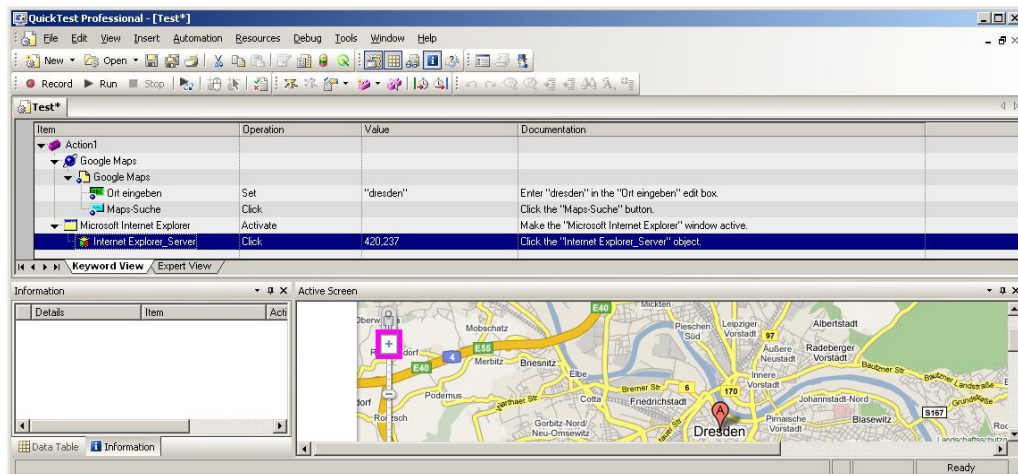 QuickTest Professional - [Test*]
File Edit View Insert Automation Resources Debug Tools Window Help
New Open
Record Run Stop
Test*
Item Operation Value Documentation
Action1
Google Maps
Google Maps
Ort eingeben Set "dresden" Enter "dresden" in the "Ort eingeben" edit box.
Maps-Suche Click Click the "Maps-Suche" button.
Microsoft Internet Explorer Activate Make the "Microsoft Internet Explorer" window active.
Internet Explorer_Server Click 420,237 Click the "Internet Explorer_Server" object.
Keyword View Expert View
Information Active Screen
Details Item Acti
E40 Mickten
Mobschatz Pieschen Süd Leipziger Vorstadt 97 Albertstadt
E55 Äußere Neustadt Radeberger Vorstadt
4 Merbitz Briesnitz Bautzner Str
E40 Elbe Innere Vorstadt Bautzner Landstraße
Podemus Bremer Str 6 170
Cotta Friedrichstadt Johannstadt-Nord
Gorbitz-Nord/ Neu-Omsewitz A Dresden Pirnaische Vorstadt Blasewitz S167
Data Table Information
Ready